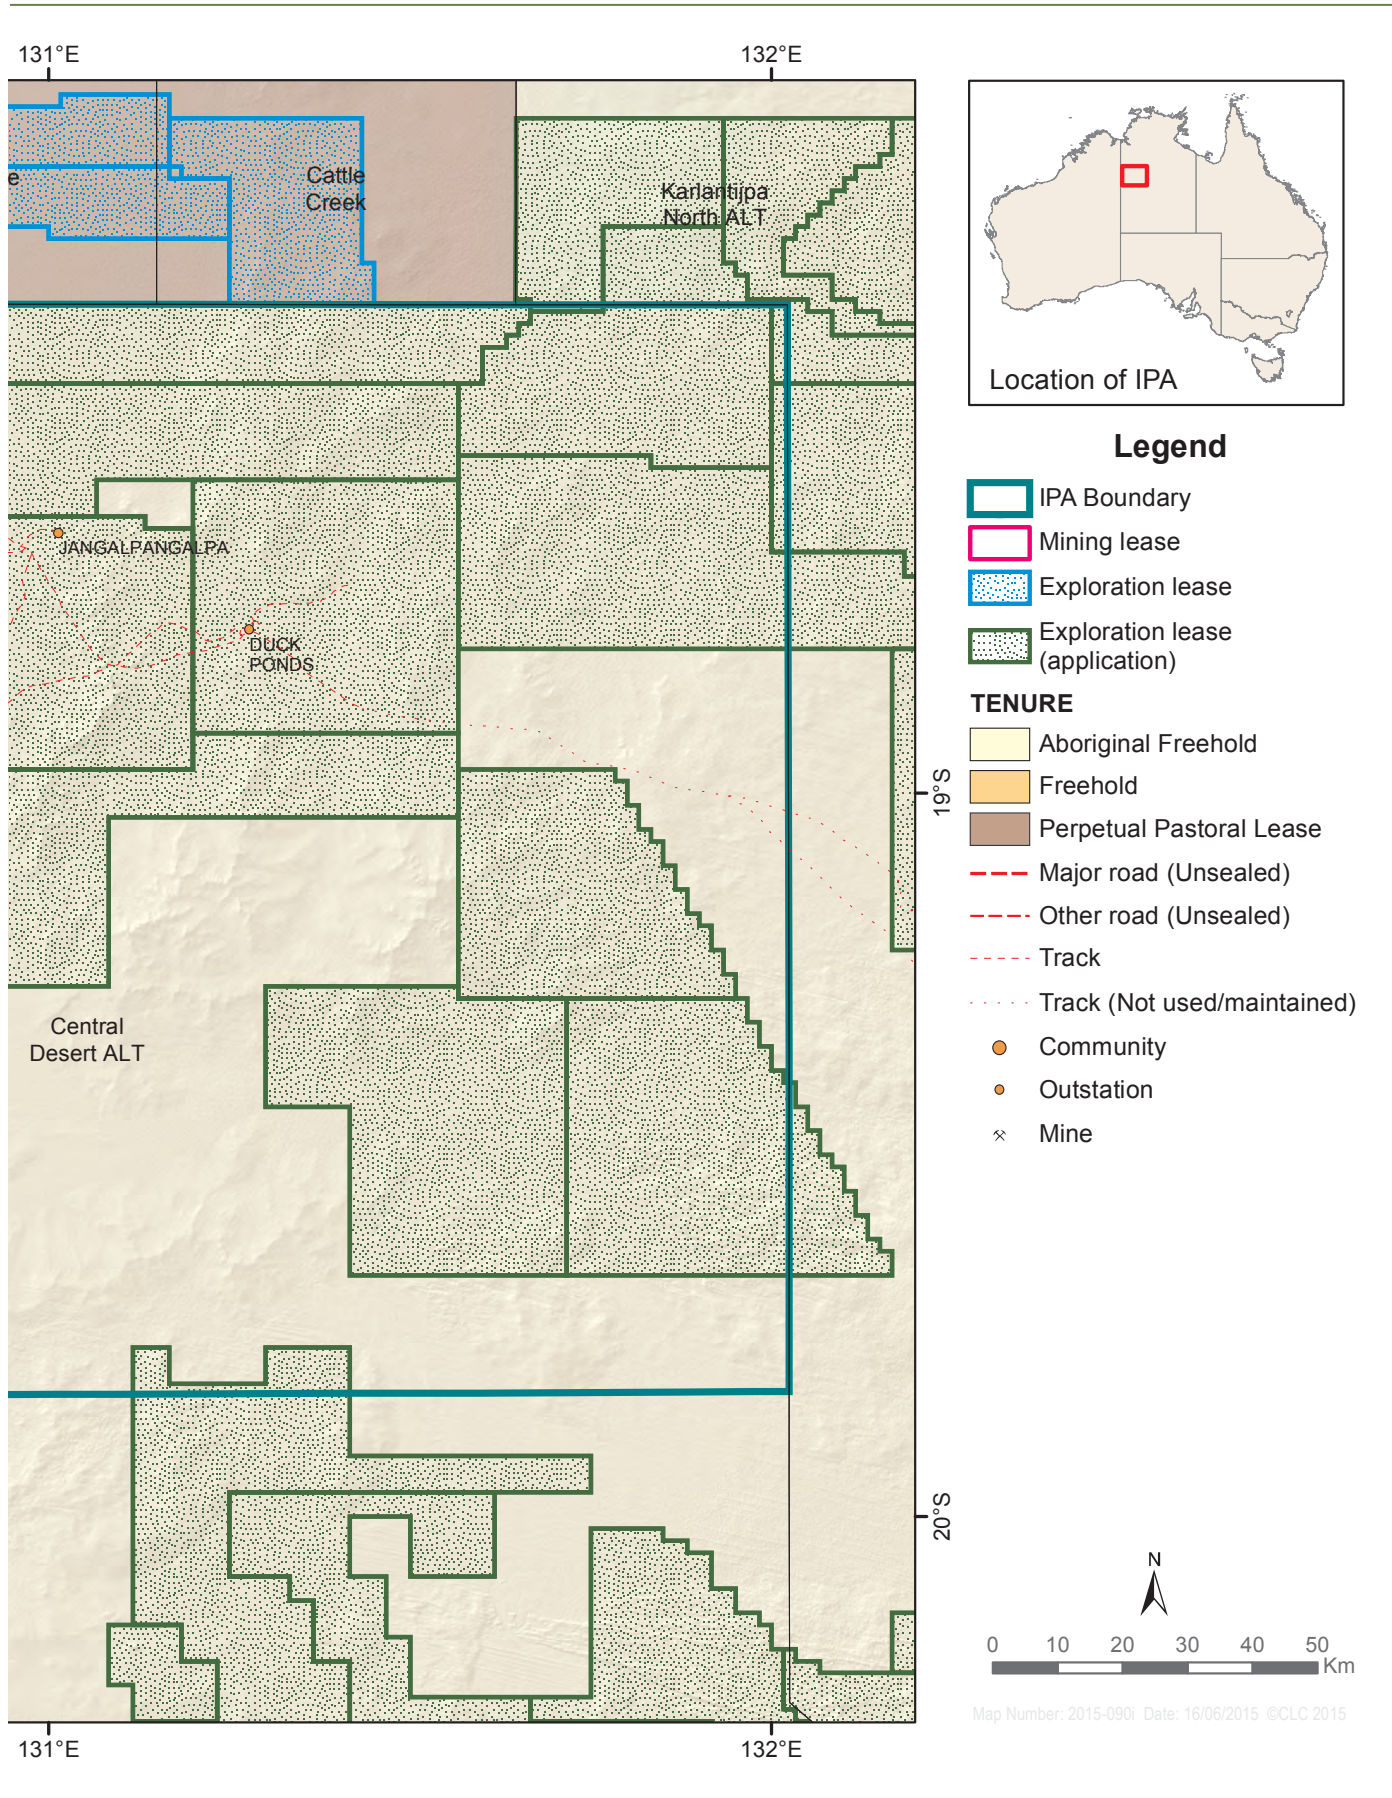 131°E
132°E
e
Cattle
Creek
Karlantijpa
North ALT
JANGALPANGALPA
DUCK
PONDS
Central
Desert ALT
19°S
20°S
131°E
132°E
Location of IPA
Legend
IPA Boundary
Mining lease
Exploration lease
Exploration lease
(application)
TENURE
Aboriginal Freehold
Freehold
Perpetual Pastoral Lease
Major road (Unsealed)
Other road (Unsealed)
Track
Track (Not used/maintained)
Community
Outstation
Mine
N
0 10 20 30 40 50
Km
Map Number: 2015-090i Date: 16/06/2015 ©CLC 2015